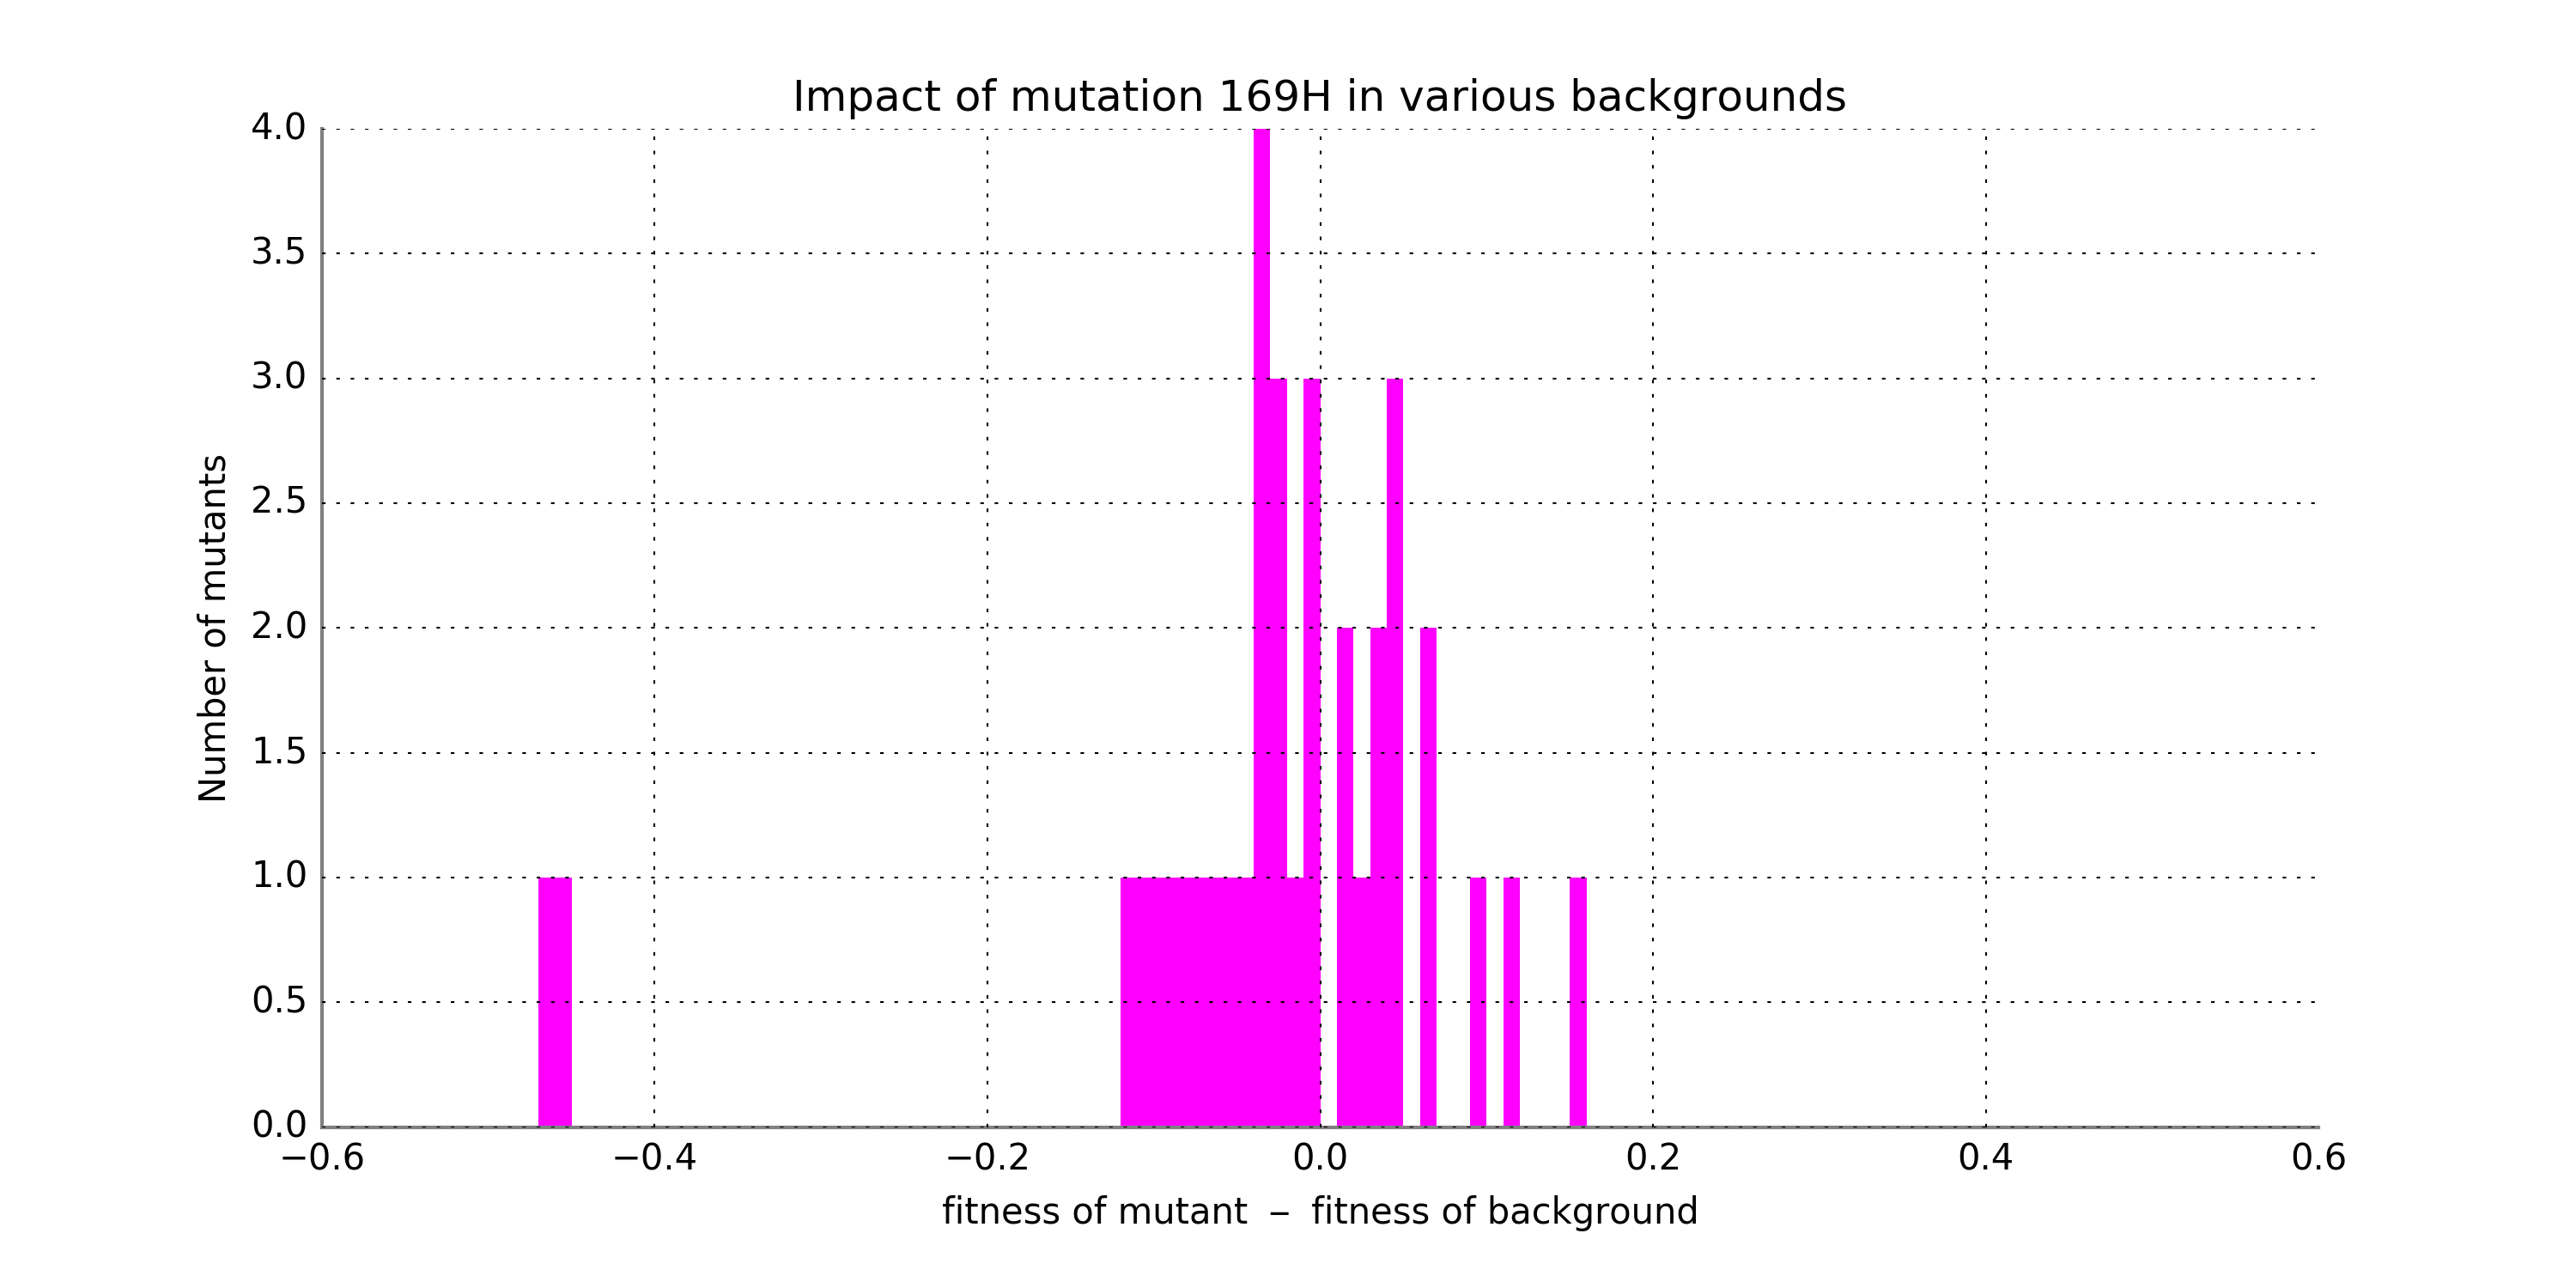 Impact of mutation 169H in various backgrounds
4.0
3.5
3.0
2.5
2.0
1.5
1.0
0.5
0.0
Number of mutants
−0.6 −0.4 −0.2 0.0 0.2 0.4 0.6
fitness of mutant − fitness of background